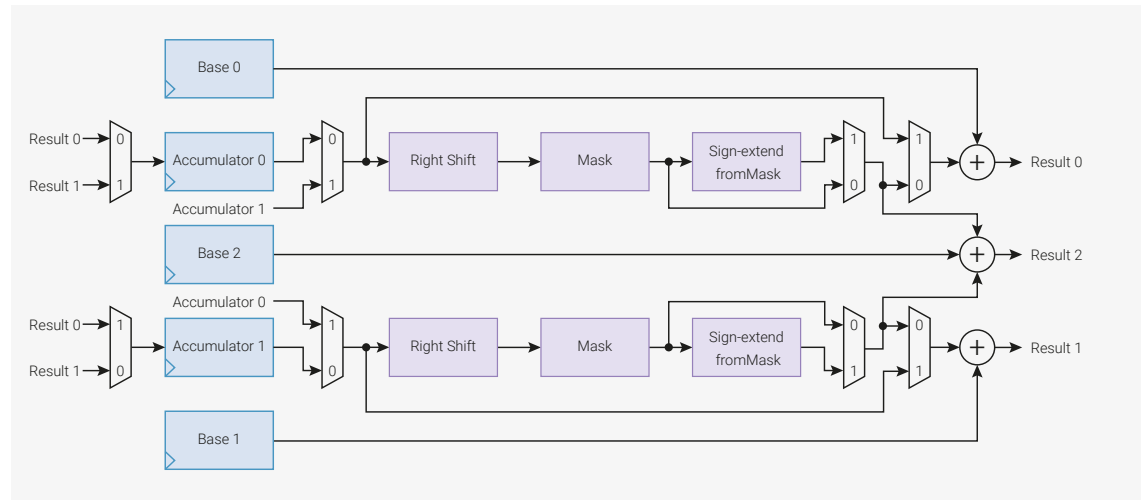 Base 0
Result 0
0
Result 1
1
Accumulator 0
0
1
Accumulator 1
Right Shift
Mask
Sign-extend
fromMask
1
0
1
0
+
Result 0
Base 2
+
Result 2
Accumulator 0
Result 0
1
Result 1
0
Accumulator 1
1
0
Right Shift
Mask
Sign-extend
fromMask
0
1
0
1
+
Result 1
Base 1